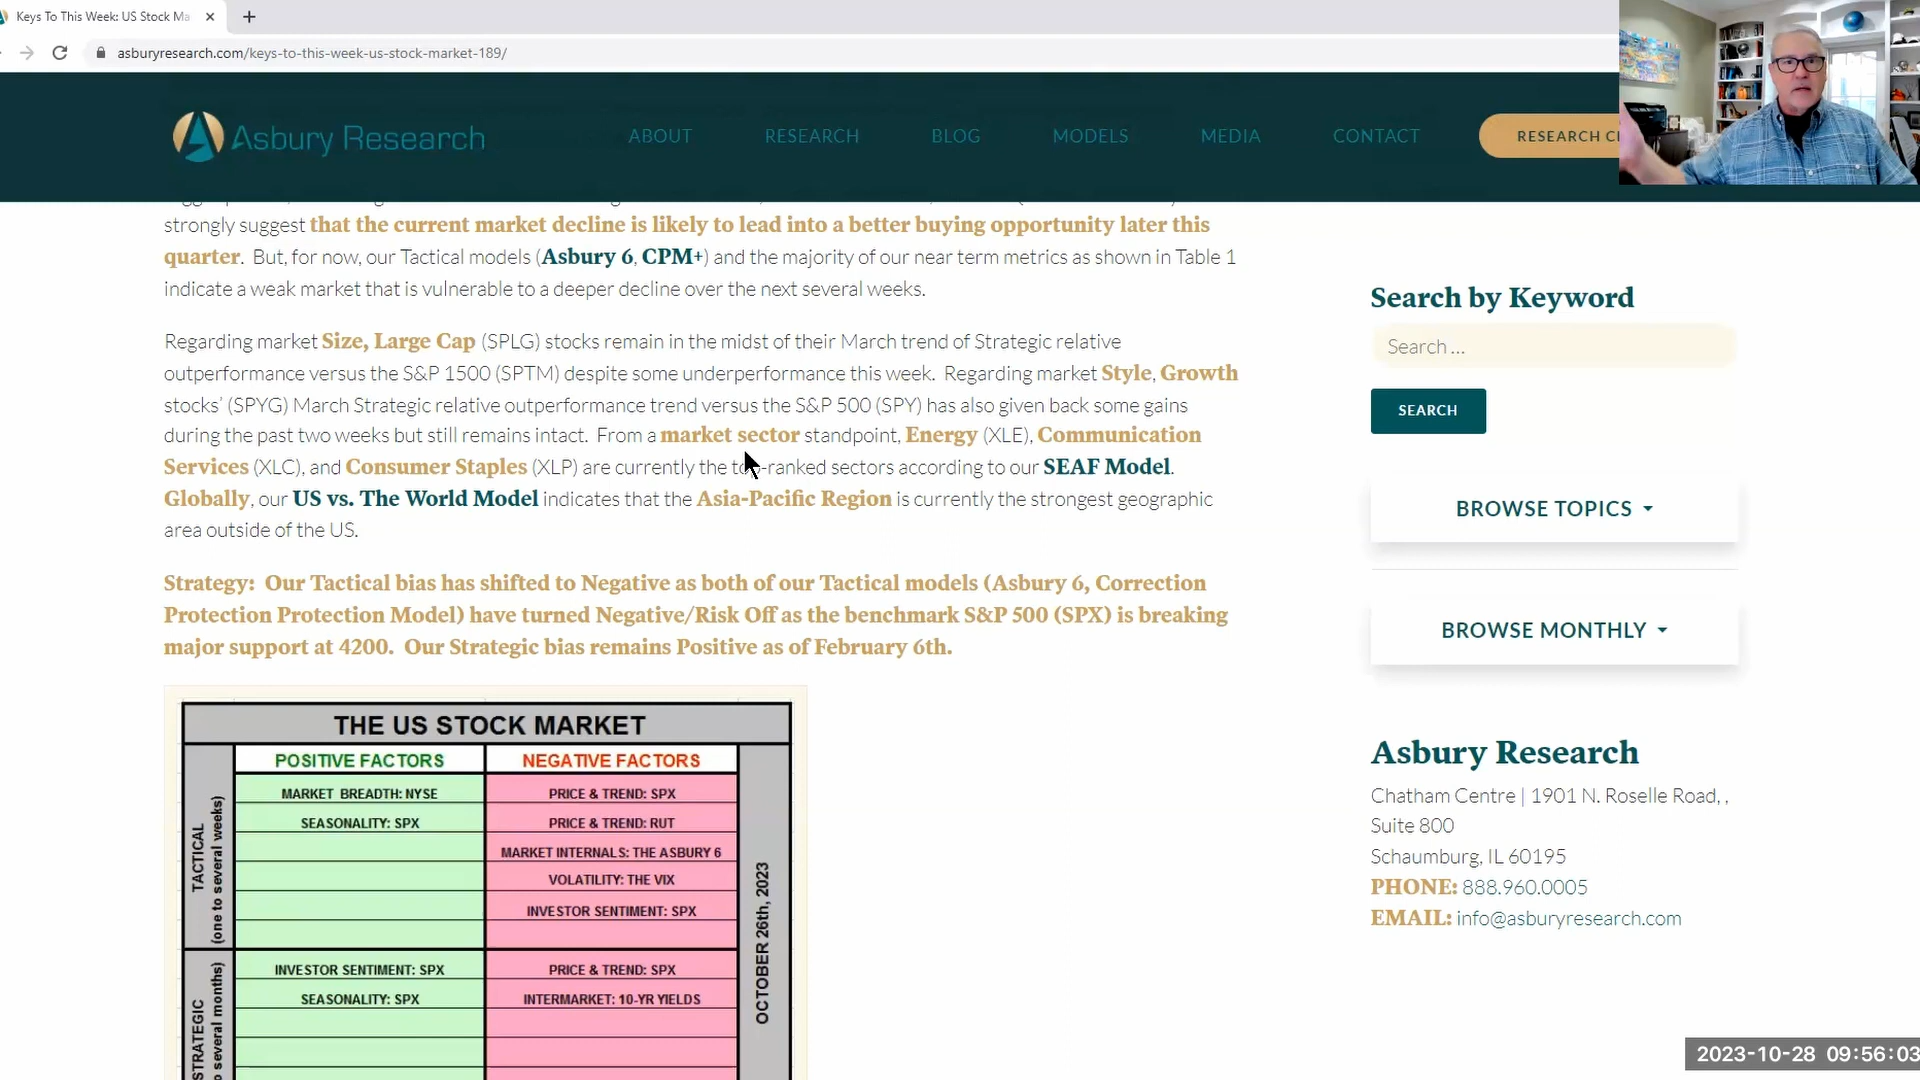 Keys To This Week: US Stock Ma
asburyresearch.com/keys-to-this-week-us-stock-market-189/
Asbury Research
ABOUT
RESEARCH
BLOG
MODELS
MEDIA
CONTACT
RESEARCH
strongly suggest that the current market decline is likely to lead into a better buying opportunity later this
quarter. But, for now, our Tactical models (Asbury 6, CPM+) and the majority of our near term metrics as shown in Table 1
indicate a weak market that is vulnerable to a deeper decline over the next several weeks.
Regarding market Size, Large Cap (SPLG) stocks remain in the midst of their March trend of Strategic relative
outperformance versus the S&P 1500 (SPTM) despite some underperformance this week. Regarding market Style, Growth
stocks' (SPYG) March Strategic relative outperformance trend versus the S&P 500 (SPY) has also given back some gains
during the past two weeks but still remains intact. From a market sector standpoint, Energy (XLE), Communication
Services (XLC), and Consumer Staples (XLP) are currently the top-ranked sectors according to our SEAF Model.
Globally, our US vs. The World Model indicates that the Asia-Pacific Region is currently the strongest geographic
area outside of the US.
Strategy: Our Tactical bias has shifted to Negative as both of our Tactical models (Asbury 6, Correction
Protection Protection Model) have turned Negative/Risk Off as the benchmark S&P 500 (SPX) is breaking
major support at 4200. Our Strategic bias remains Positive as of February 6th.
THE US STOCK MARKET
POSITIVE FACTORS
NEGATIVE FACTORS
TACTICAL
(one to several weeks)
MARKET BREADTH: NYSE
PRICE & TREND: SPX
SEASONALITY: SPX
PRICE & TREND: RUT
MARKET INTERNALS: THE ASBURY 6
VOLATILITY: THE VIX
INVESTOR SENTIMENT: SPX
STRATEGIC
several months)
INVESTOR SENTIMENT: SPX
PRICE & TREND: SPX
SEASONALITY: SPX
INTERMARKET: 10-YR YIELDS
OCTOBER 26th, 2023
Search by Keyword
Search ...
SEARCH
BROWSE TOPICS
BROWSE MONTHLY
Asbury Research
Chatham Centre | 1901 N. Roselle Road, ,
Suite 800
Schaumburg, IL 60195
PHONE: 888.960.0005
EMAIL: info@asburyresearch.com
2023-10-28 09:56:03